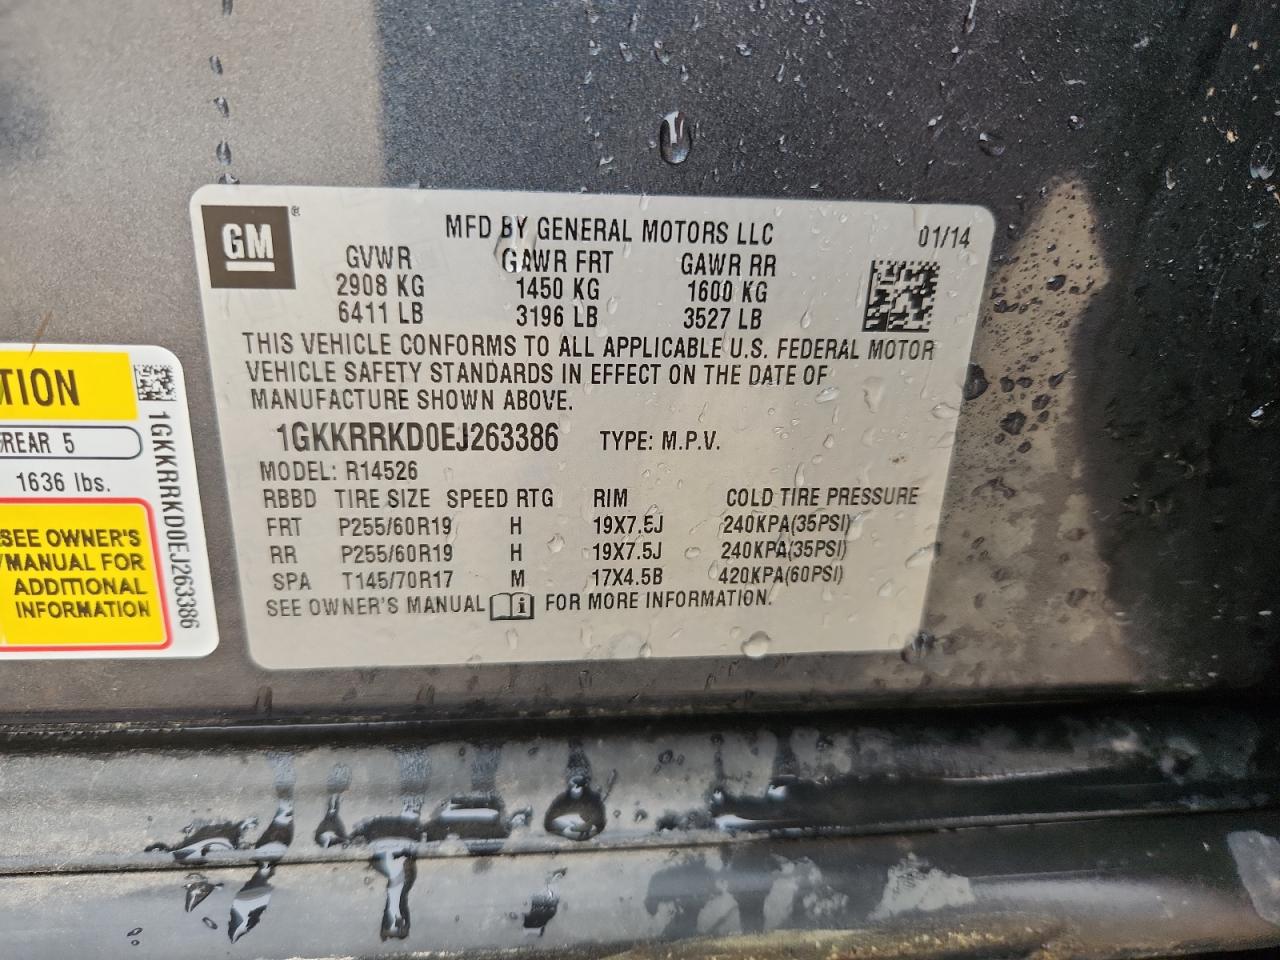 GM®
MFD BY GENERAL MOTORS LLC
01/14
GVWR GAWR FRT GAWR RR
2908 KG 1450 KG 1600 KG
6411 LB 3196 LB 3527 LB
THIS VEHICLE CONFORMS TO ALL APPLICABLE U.S. FEDERAL MOTOR
VEHICLE SAFETY STANDARDS IN EFFECT ON THE DATE OF
MANUFACTURE SHOWN ABOVE.
1GKKRRKD0EJ263386 TYPE: M.P.V.
MODEL: R14526
RBBD TIRE SIZE SPEED RTG RIM COLD TIRE PRESSURE
FRT P255/60R19 H 19X7.5J 240KPA(35PSI)
RR P255/60R19 H 19X7.5J 240KPA(35PSI)
SPA T145/70R17 M 17X4.5B 420KPA(60PSI)
SEE OWNER'S MANUAL i FOR MORE INFORMATION.
TION
REAR 5
1636 lbs.
SEE OWNER'S
MANUAL FOR
ADDITIONAL
INFORMATION
1GKKRRKD0EJ263386